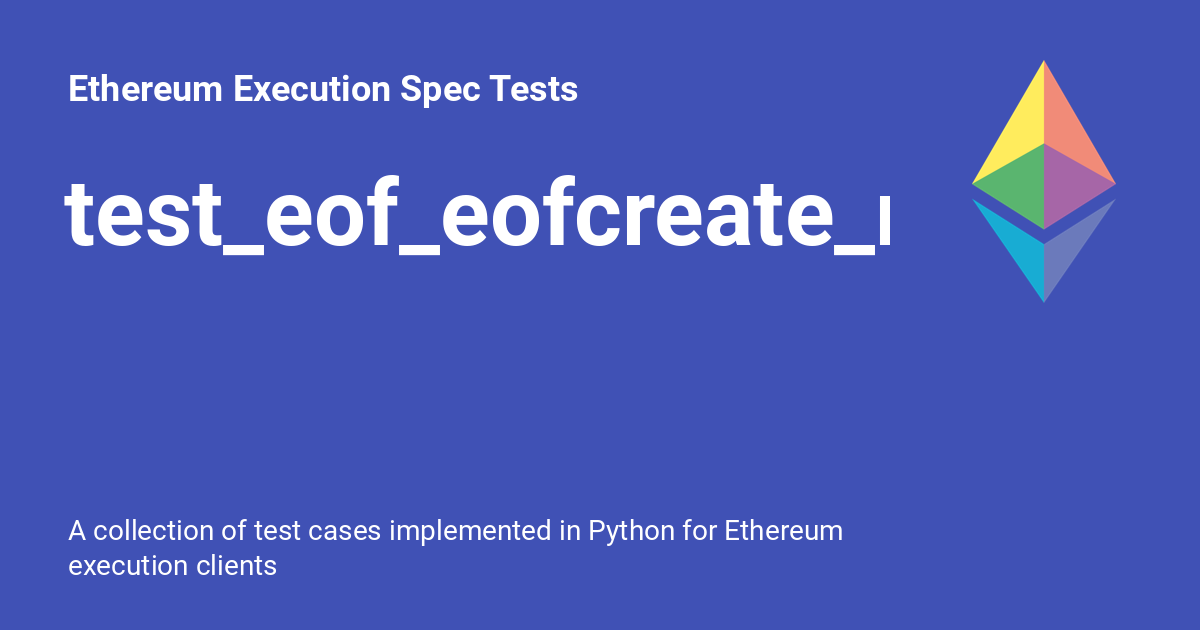 Ethereum Execution Spec Tests
test_eof_eofcreate_
A collection of test cases implemented in Python for Ethereum
execution clients